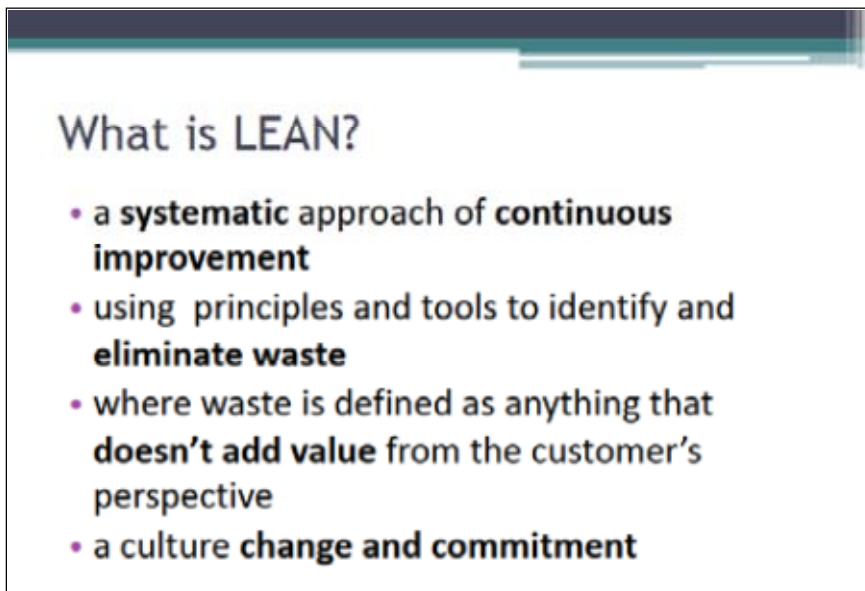 What is LEAN?
• a systematic approach of continuous
improvement
• using  principles and tools to identify and
eliminate waste
• where waste is defined as anything that
doesn’t add value from the customer’s
perspective
• a culture change and commitment